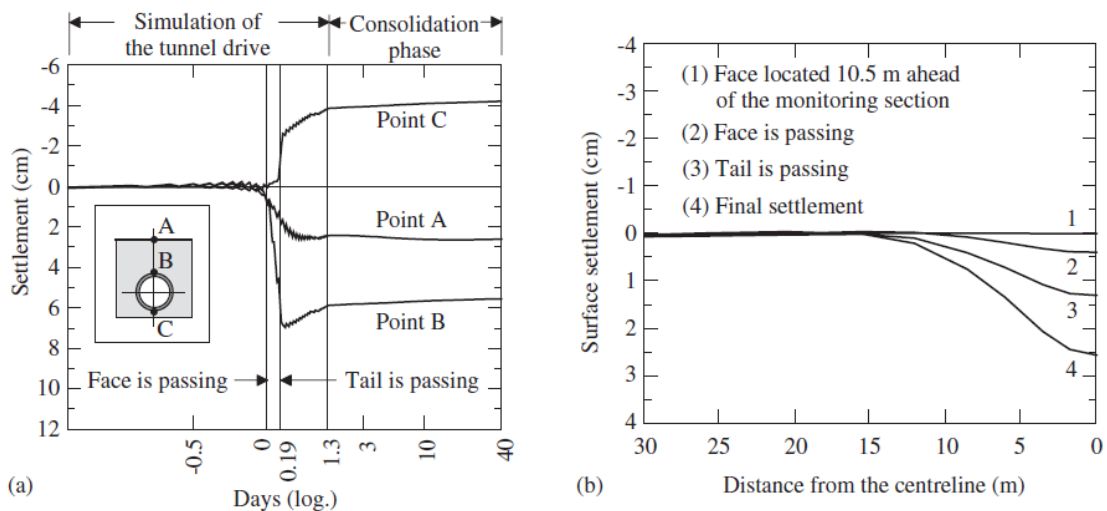 Simulation of
the tunnel drive
Consolidation
phase
-6
-4
-2
0
2
4
6
8
10
12
Settlement (cm)
Point C
Point A
Point B
A
B
C
Face is passing
Tail is passing
-0.5
0
0.19
1.3
3
10
40
Days (log.)
(a)
-4
-3
-2
-1
0
1
2
3
4
Surface settlement (cm)
(1) Face located 10.5 m ahead
of the monitoring section
(2) Face is passing
(3) Tail is passing
(4) Final settlement
1
2
3
4
30
25
20
15
10
5
0
(b)
Distance from the centreline (m)